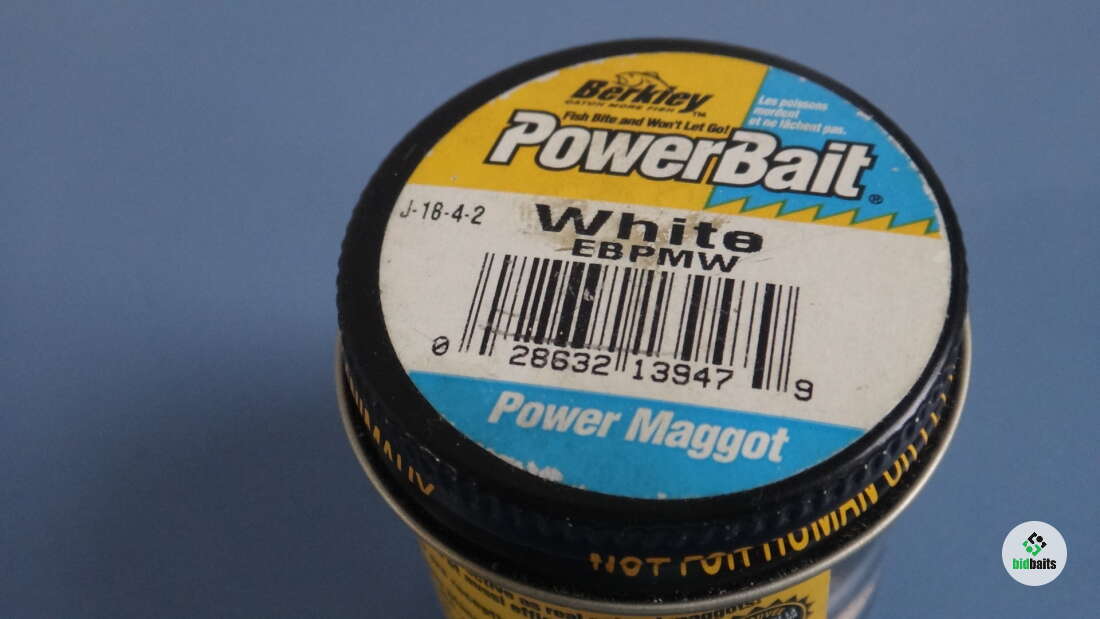 Berkley
CATCH MORE FISH ™
Fish Bite and Won't Let Go!
Les poissons
mordent
et ne lâchent pas.
PowerBait®
J-18-4-2
White
EBPMW
0 28632 13947 9
Power Maggot
NOT FOR HUMAN
bidbaits